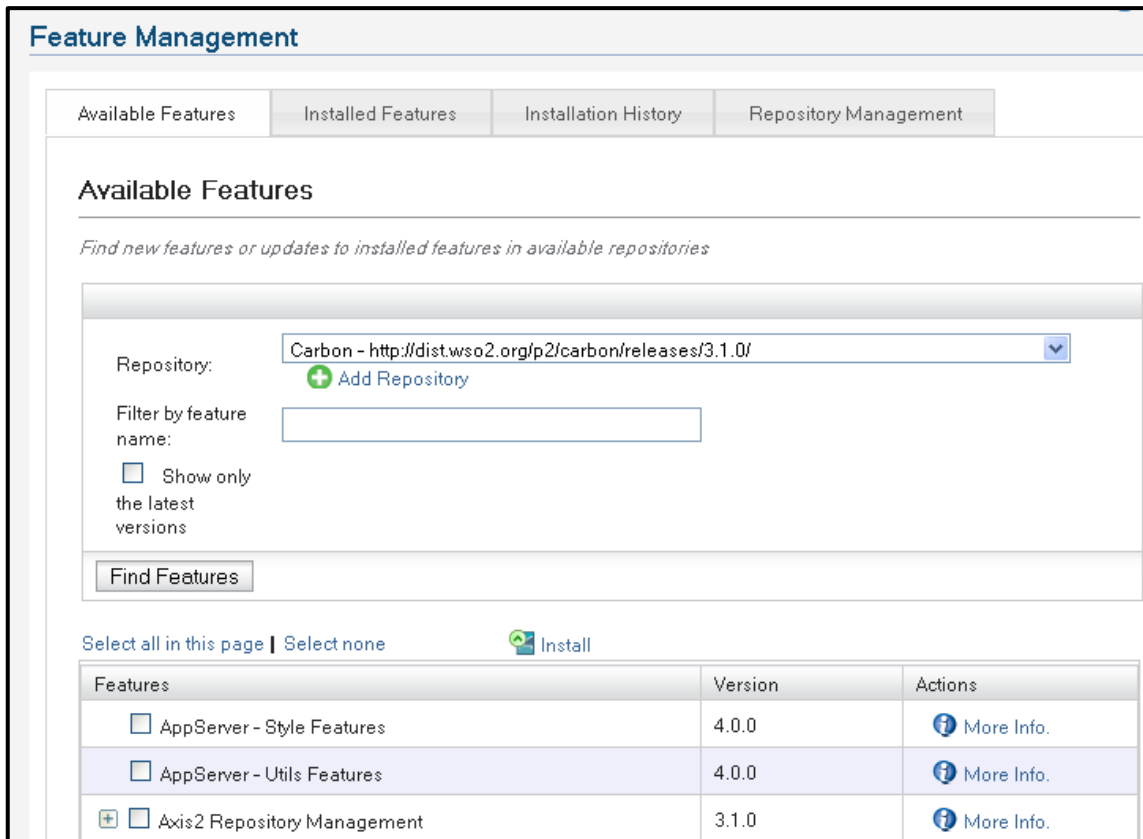 Feature Management
Available Features Installed Features Installation History Repository Management
Available Features
Find new features or updates to installed features in available repositories
Repository: Carbon - http://dist.wso2.org/p2/carbon/releases/3.1.0/
Add Repository
Filter by feature
name:
Show only
the latest
versions
Find Features
Select all in this page | Select none Install
Features Version Actions
AppServer - Style Features 4.0.0 More Info.
AppServer - Utils Features 4.0.0 More Info.
Axis2 Repository Management 3.1.0 More Info.